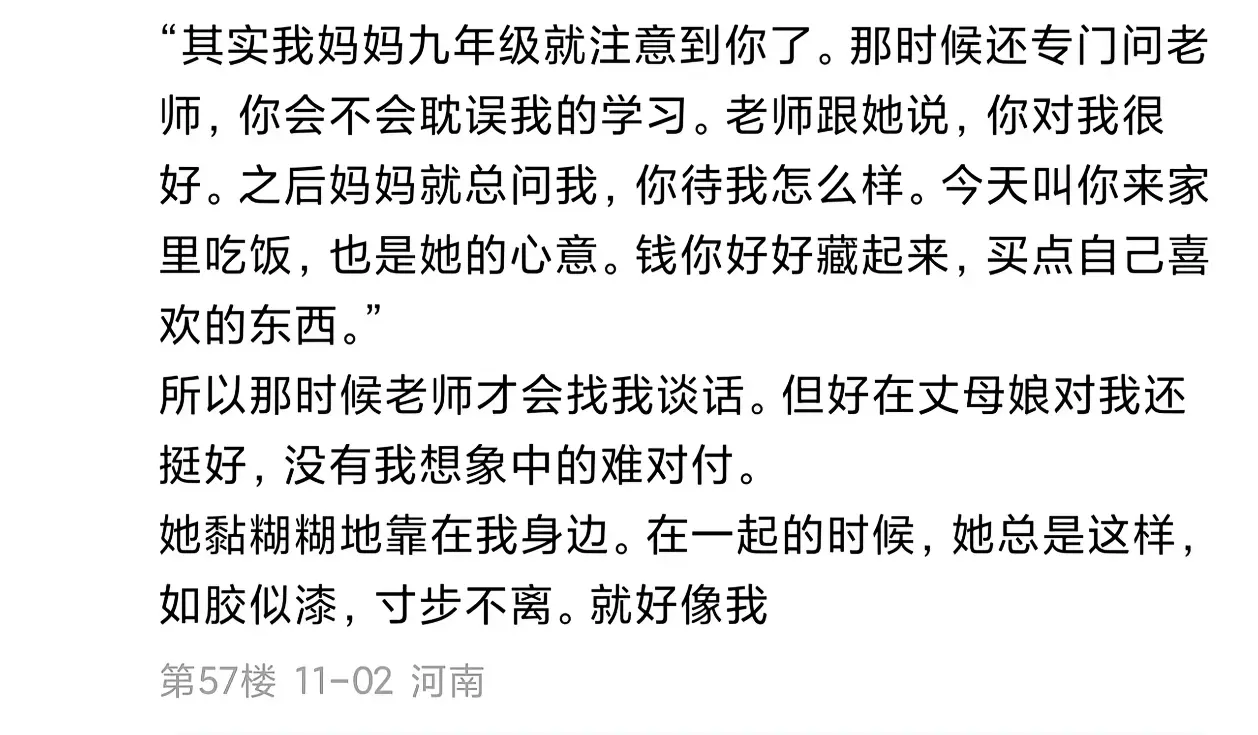 “其实我妈妈九年级就注意到你了。那时候还专门问老
师，你会不会耽误我的学习。老师跟她说，你对我很
好。之后妈妈就总问我，你待我怎么样。今天叫你来家
里吃饭，也是她的心意。钱你好好藏起来，买点自己喜
欢的东西。”
所以那时候老师才会找我谈话。但好在丈母娘对我还
挺好，没有我想象中的难对付。
她黏糊糊地靠在我身边。在一起的时候，她总是这样，
如胶似漆，寸步不离。就好像我
第57楼 11-02 河南